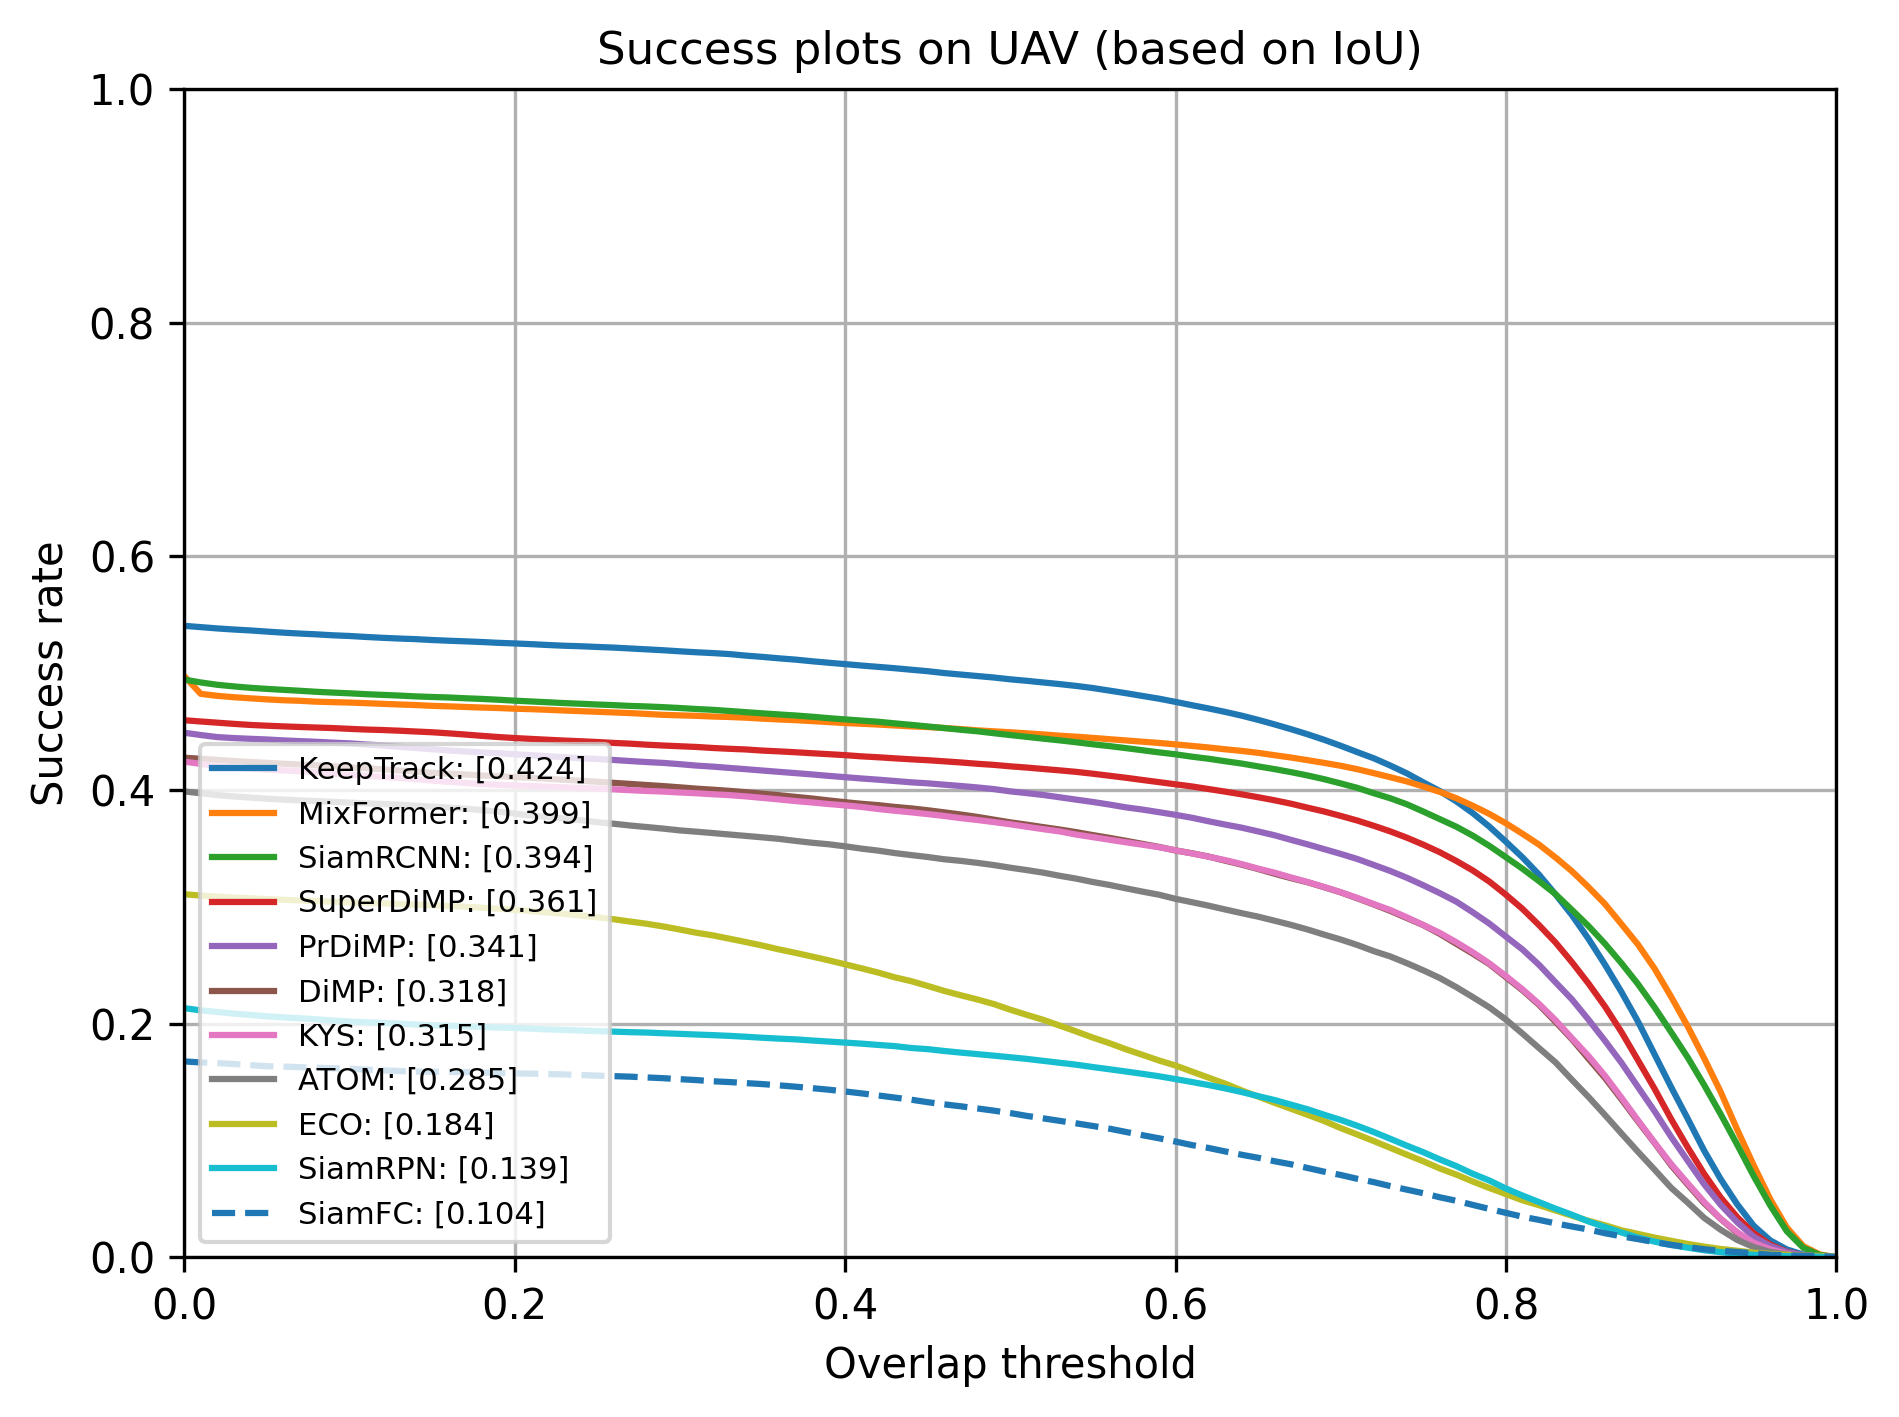 Success plots on UAV (based on IoU)
1.0
0.8
0.6
0.4
0.2
0.0
Success rate
KeepTrack: [0.424]
MixFormer: [0.399]
SiamRCNN: [0.394]
SuperDiMP: [0.361]
PrDiMP: [0.341]
DiMP: [0.318]
KYS: [0.315]
ATOM: [0.285]
ECO: [0.184]
SiamRPN: [0.139]
SiamFC: [0.104]
0.0 0.2 0.4 0.6 0.8 1.0
Overlap threshold